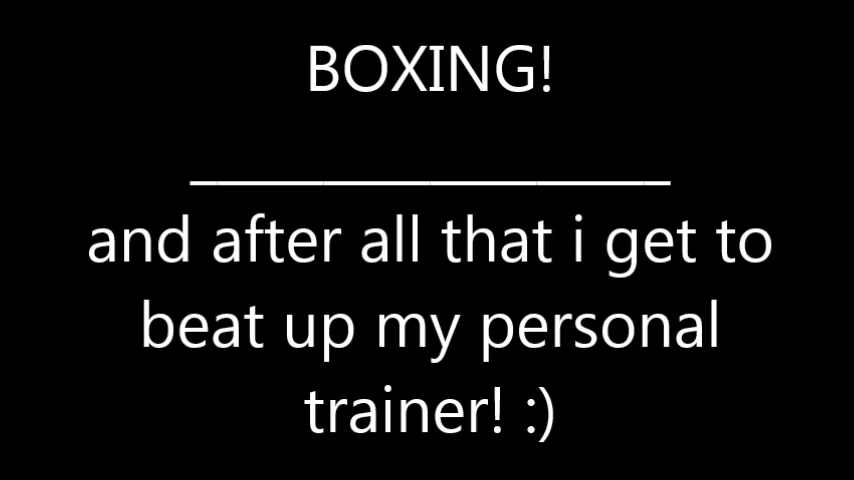 BOXING!
__________________
and after all that i get to
beat up my personal
trainer! :)